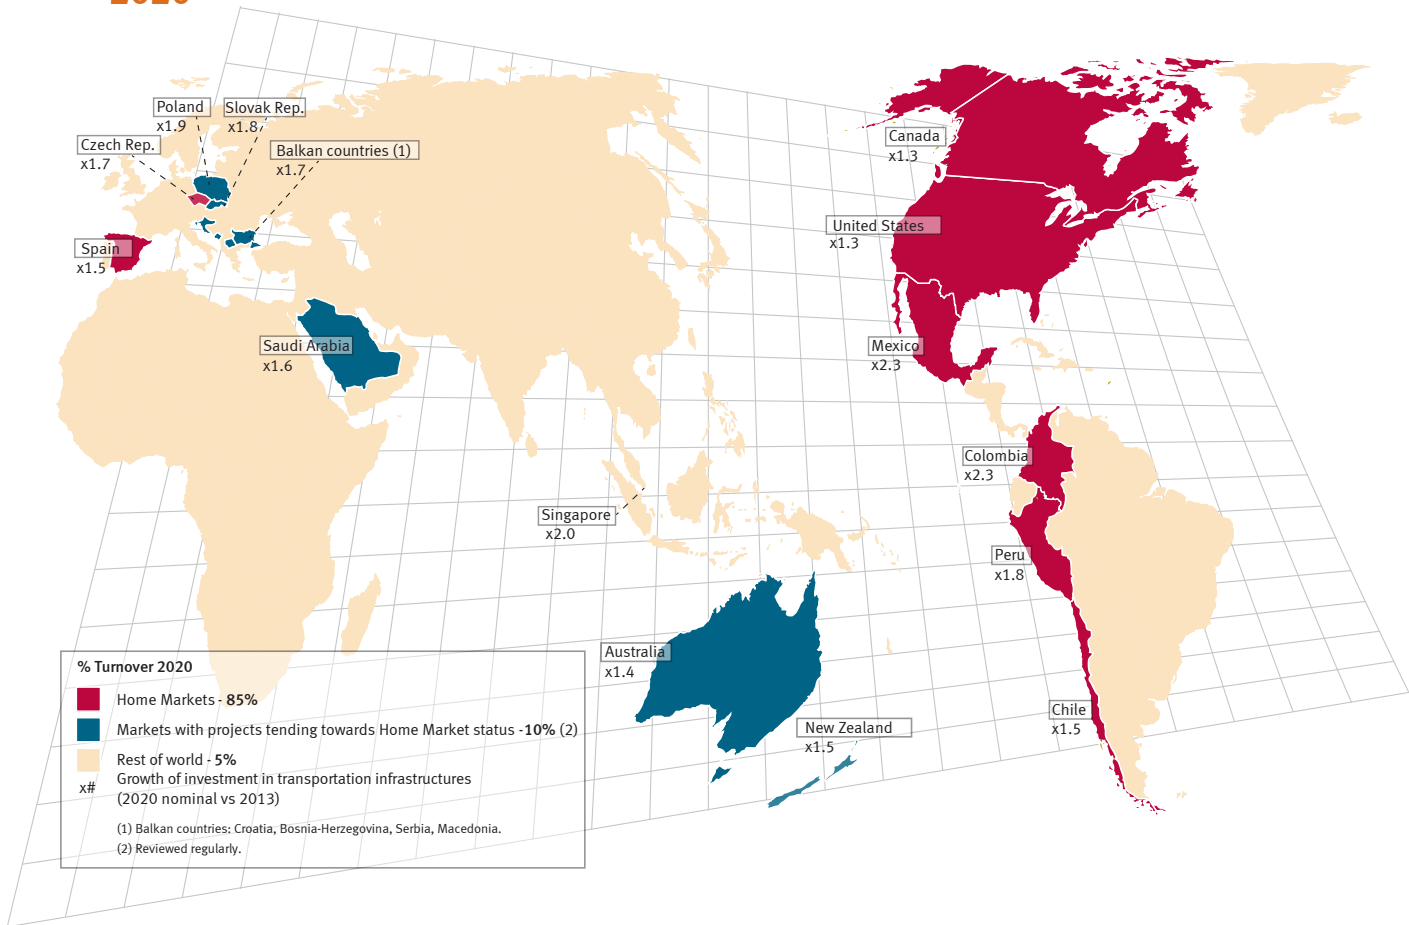 2020
Poland
x1.9
Slovak Rep.
x1.8
Czech Rep.
x1.7
Balkan countries (1)
x1.7
Spain
x1.5
Saudi Arabia
x1.6
Singapore
x2.0
Australia
x1.4
New Zealand
x1.5
Canada
x1.3
United States
x1.3
Mexico
x2.3
Colombia
x2.3
Peru
x1.8
Chile
x1.5
% Turnover 2020
Home Markets - 85%
Markets with projects tending towards Home Market status -10% (2)
Rest of world - 5%
x#
Growth of investment in transportation infrastructures
(2020 nominal vs 2013)
(1) Balkan countries: Croatia, Bosnia-Herzegovina, Serbia, Macedonia.
(2) Reviewed regularly.